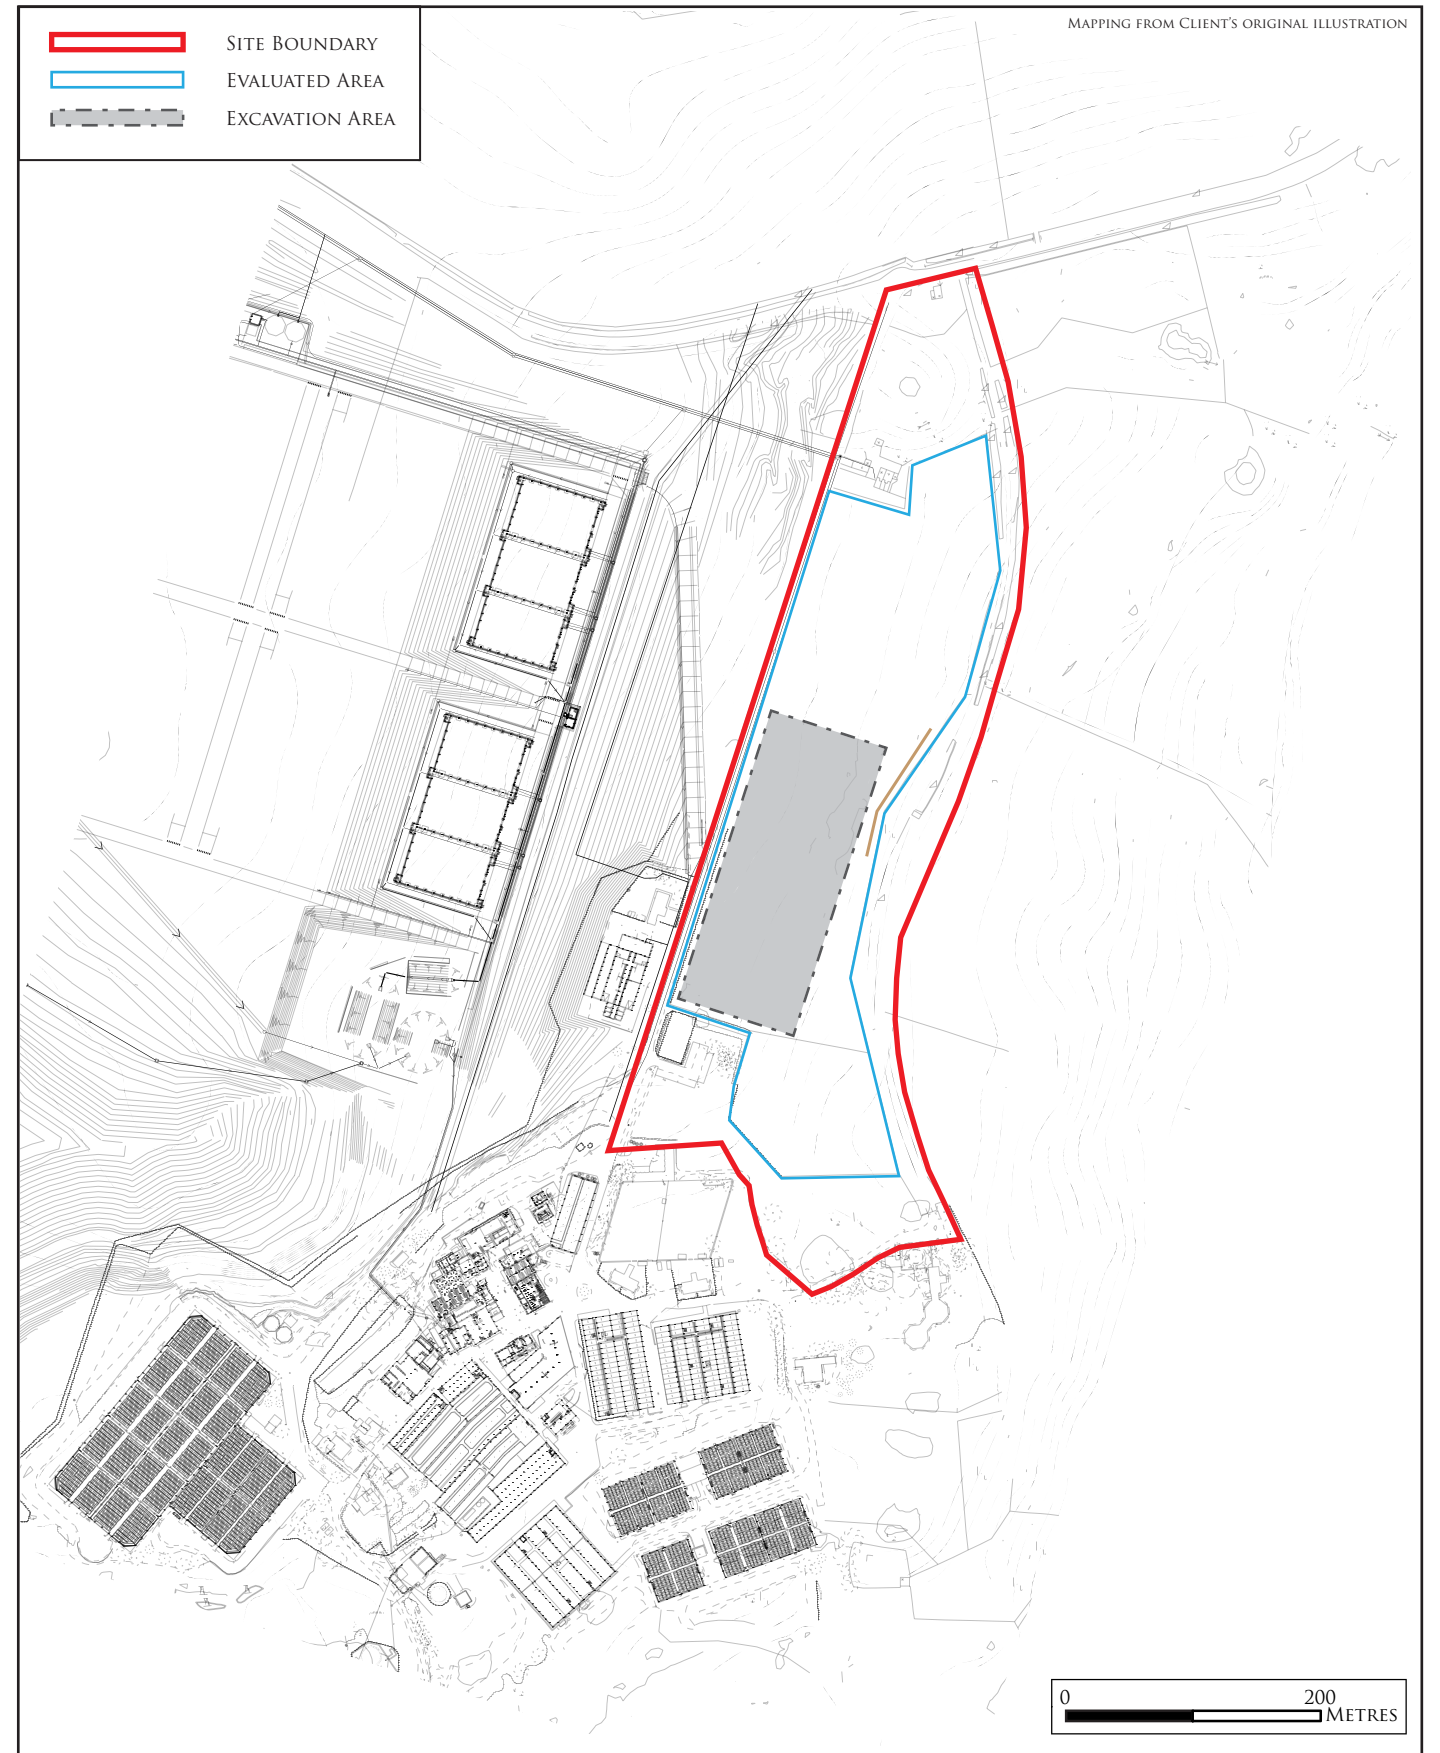 Mapping from Client's original illustration
Site Boundary
Evaluated Area
Excavation Area
0 200
Metres